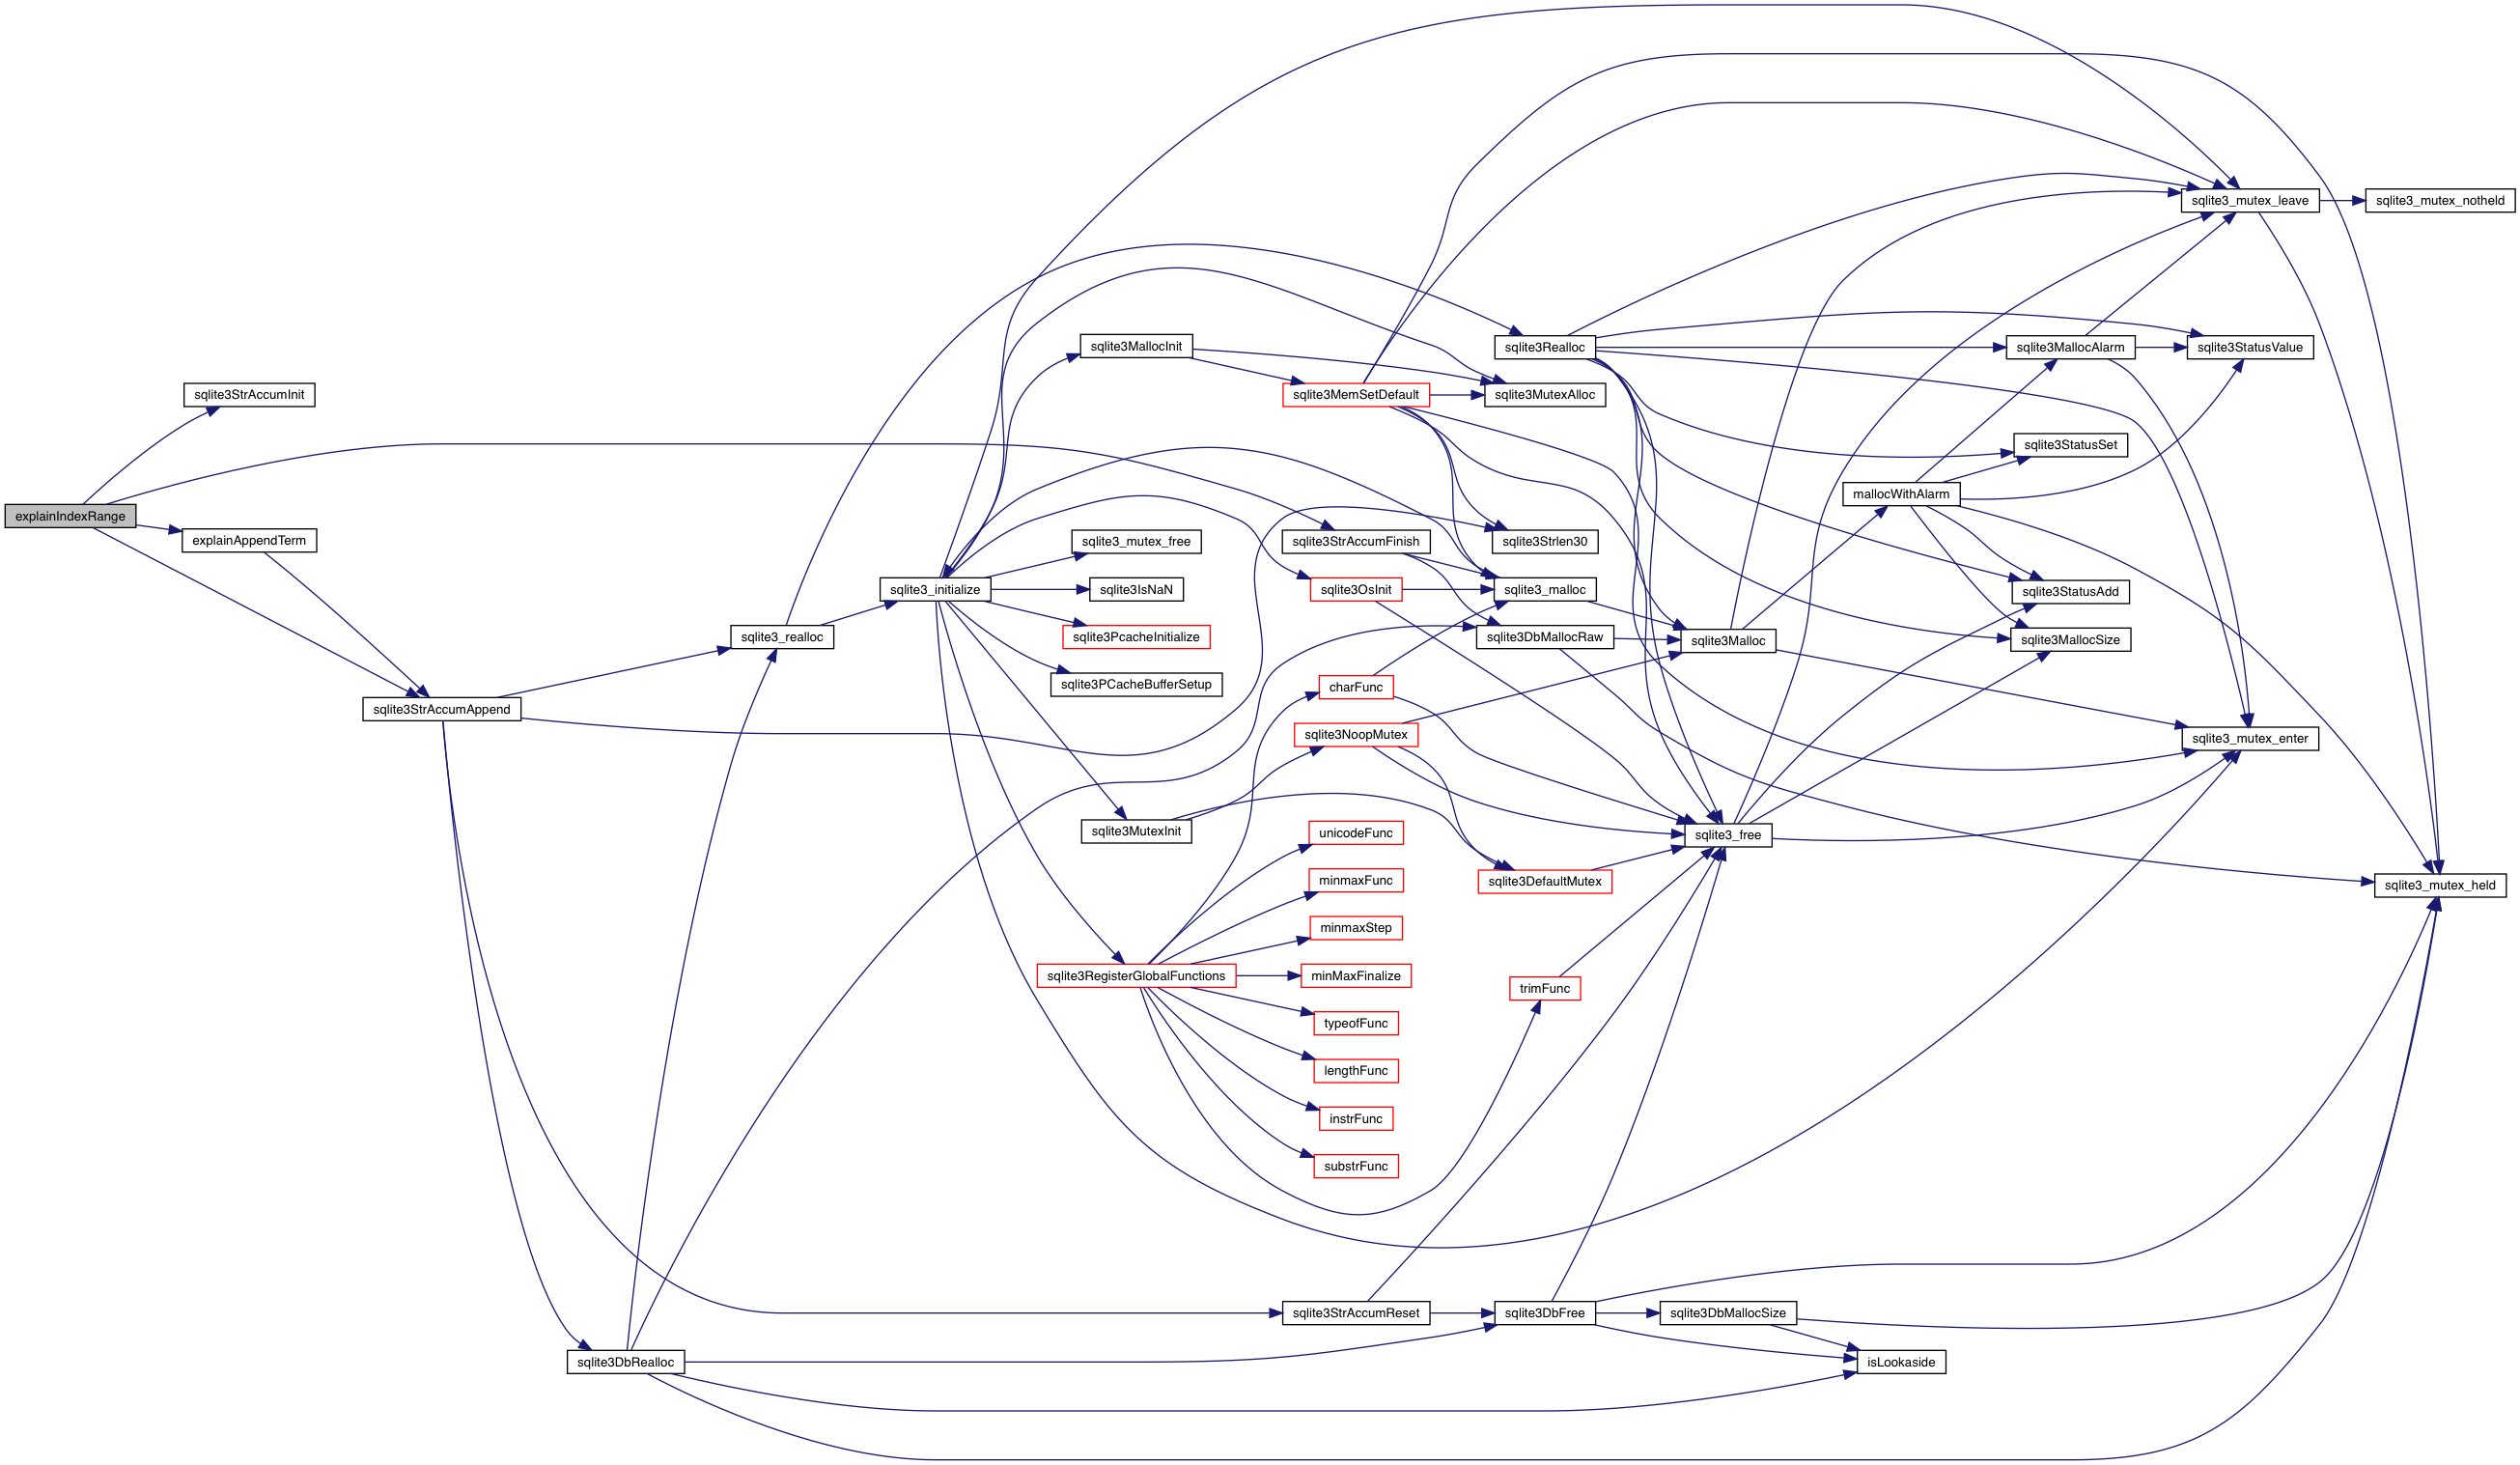 explainIndexRange
sqlite3StrAccumInit
explainAppendTerm
sqlite3StrAccumAppend
sqlite3DbRealloc
sqlite3_realloc
sqlite3_initialize
sqlite3MallocInit
sqlite3_mutex_free
sqlite3IsNaN
sqlite3PcacheInitialize
sqlite3PCacheBufferSetup
sqlite3MutexInit
sqlite3RegisterGlobalFunctions
sqlite3MemSetDefault
sqlite3StrAccumFinish
sqlite3OsInit
charFunc
sqlite3NoopMutex
unicodeFunc
minmaxFunc
minmaxStep
minMaxFinalize
typeofFunc
lengthFunc
instrFunc
substrFunc
sqlite3StrAccumReset
sqlite3Realloc
sqlite3MutexAlloc
sqlite3Strlen30
sqlite3_malloc
sqlite3DbMallocRaw
sqlite3DefaultMutex
trimFunc
sqlite3DbFree
sqlite3Malloc
sqlite3_free
sqlite3DbMallocSize
mallocWithAlarm
isLookaside
sqlite3MallocAlarm
sqlite3StatusSet
sqlite3StatusAdd
sqlite3MallocSize
sqlite3_mutex_leave
sqlite3StatusValue
sqlite3_mutex_enter
sqlite3_mutex_notheld
sqlite3_mutex_held